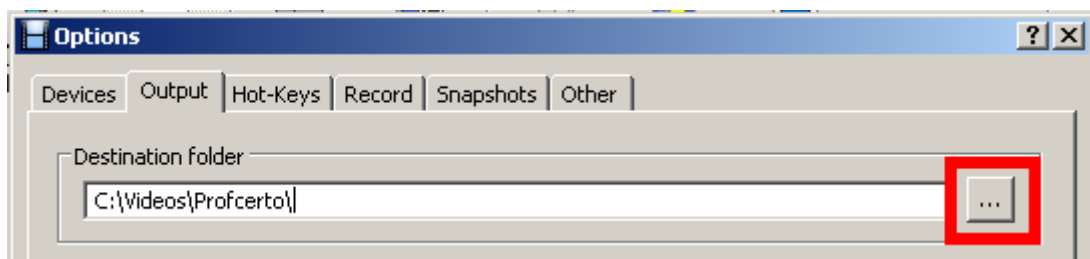 Options
Devices Output Hot-Keys Record Snapshots Other
Destination folder
C:\Videos\Profcerto\
...